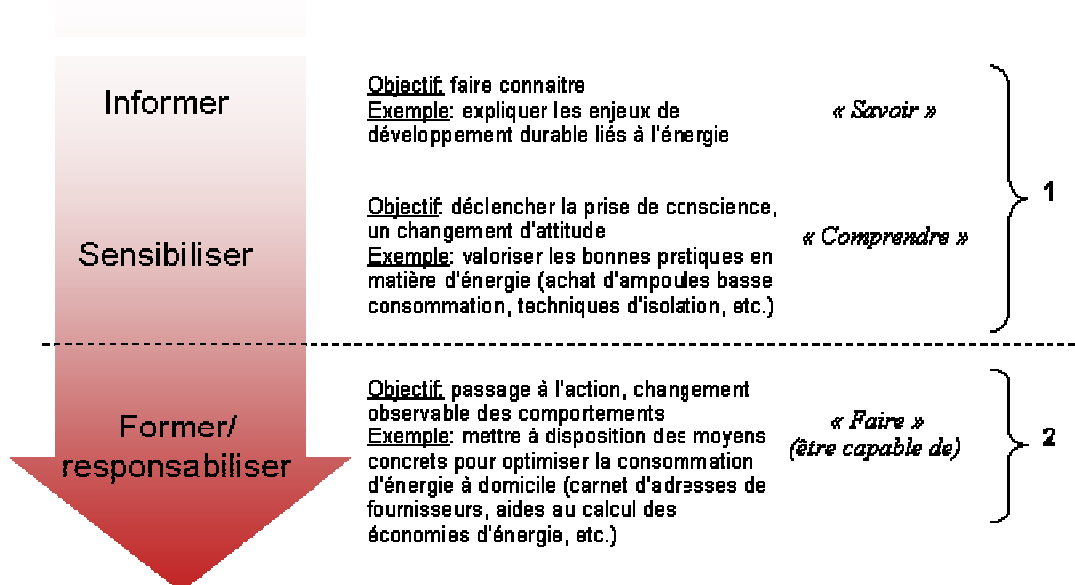 Informer
Objectif: faire connaitre
Exemple: expliquer les enjeux de
développement durable liés à l'énergie
« Savoir »
1
Sensibiliser
Objectif: déclencher la prise de conscience,
un changement d'attitude
Exemple: valoriser les bonnes pratiques en
matière d'énergie (achat d'ampoules basse
consommation, techniques d'isolation, etc.)
« Comprendre »
Former/
responsabiliser
Objectif: passage à l'action, changement
observable des comportements
Exemple: mettre à disposition des moyens
concrets pour optimiser la consommation
d'énergie à domicile (carnet d'adresses de
fournisseurs, aides au calcul des
économies d'énergie, etc.)
« Faire »
(être capable de)
2